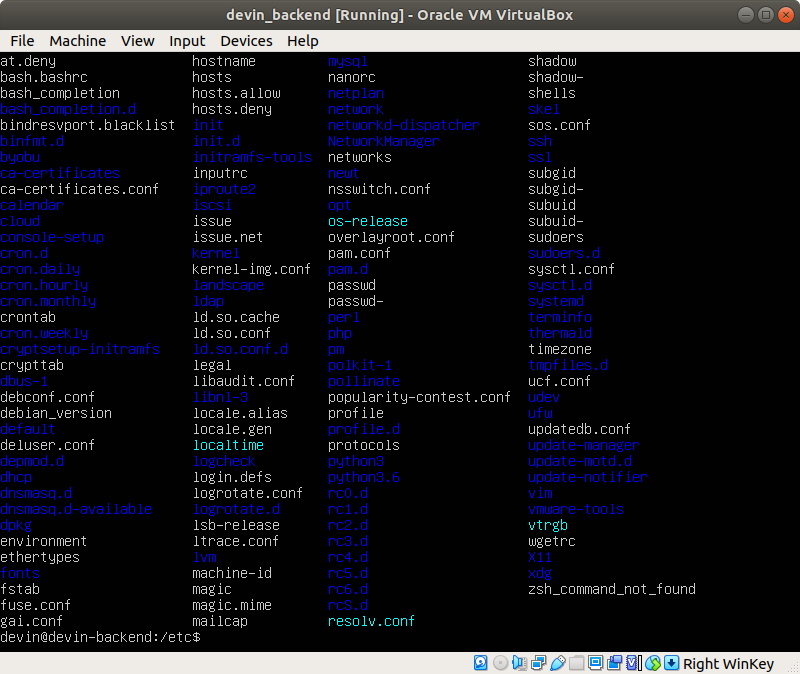 devin_backend [Running] - Oracle VM VirtualBox
File Machine View Input Devices Help
at.deny hostname mysql shadow
bash.bashrc hosts nanorc shadow-
bash_completion hosts.allow netplan shells
bash_completion.d hosts.deny network skel
bindresvport.blacklist init networkd-dispatcher sos.conf
binfmt.d init.d NetworkManager ssh
byobu initramfs-tools networks ssl
ca-certificates inputrc newt subgid
ca-certificates.conf iproute2 nsswitch.conf subgid-
calendar iscsi opt subuid
cloud issue os-release subuid-
console-setup issue.net overlayroot.conf sudoers
cron.d kernel pam.conf sudoers.d
cron.daily kernel-img.conf pam.d sysctl.conf
cron.hourly landscape passwd sysctl.d
cron.monthly ldap passwd- systemd
crontab ld.so.cache perl terminfo
cron.weekly ld.so.conf php thermald
cryptsetup-initramfs ld.so.conf.d pm timezone
crypttab legal polkit-1 tmpfiles.d
dbus-1 libaudit.conf pollinate ucf.conf
debconf.conf libnl-3 popularity-contest.conf udev
debian_version locale.alias profile ufw
default locale.gen profile.d updatedb.conf
deluser.conf localtime protocols update-manager
depmod.d logcheck python3 update-motd.d
dhcp login.defs python3.6 update-notifier
dnsmasq.d logrotate.conf rc0.d vim
dnsmasq.d-available logrotate.d rc1.d vmware-tools
dpkg lsb-release rc2.d vtrgb
environment ltrace.conf rc3.d wgetrc
ethertypes lvm rc4.d X11
fonts machine-id rc5.d xdg
fstab magic rc6.d zsh_command_not_found
fuse.conf magic.mime rcS.d
gai.conf mailcap resolv.conf
devin@devin-backend:/etc$
Right WinKey